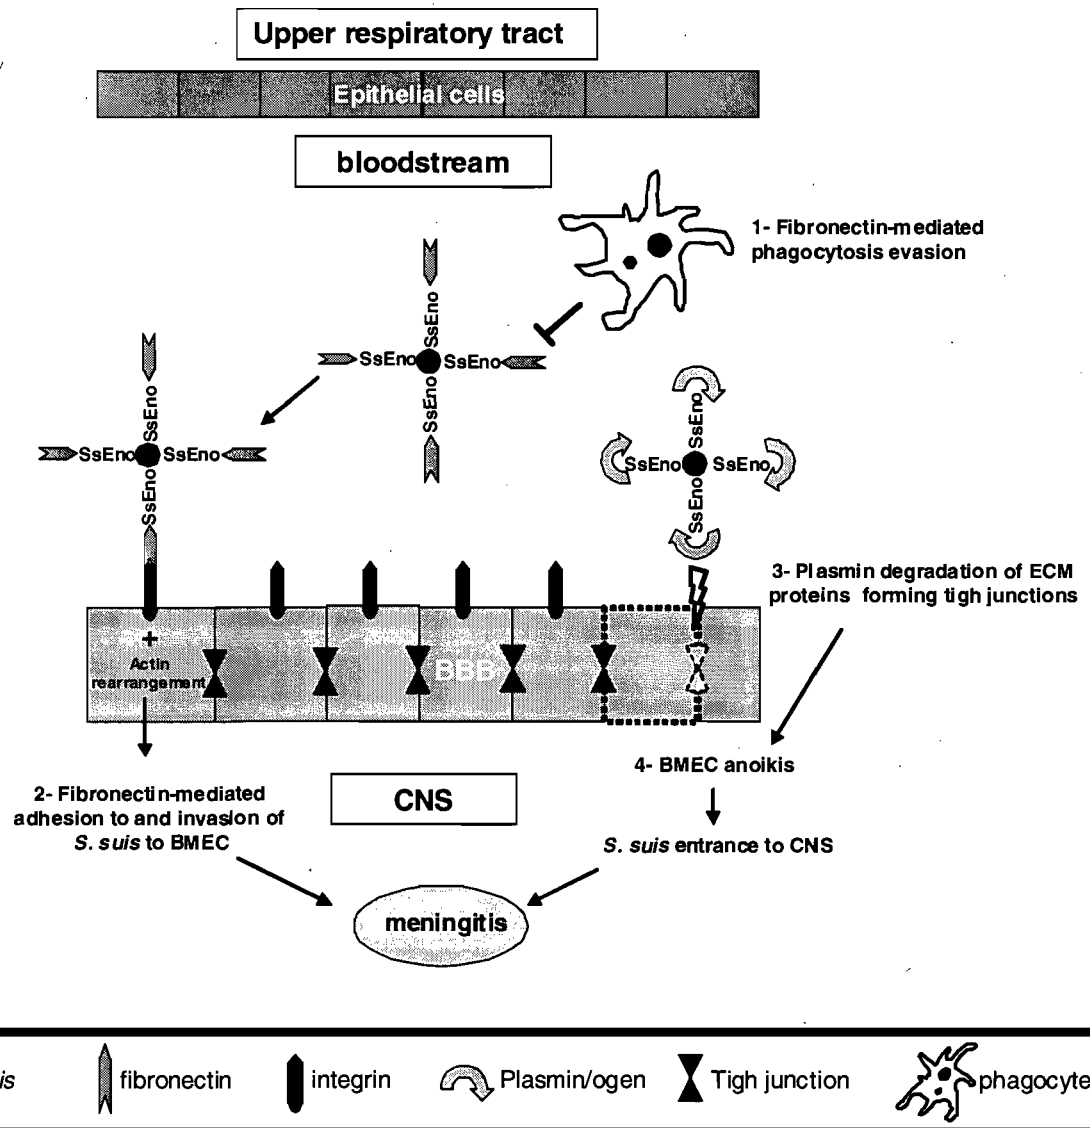 Upper respiratory tract
Epithelial cells
bloodstream
1- Fibronectin-mediated
phagocytosis evasion
SsEno
SsEno SsEno
SsEno
SsEno
SsEno SsEno
SsEno
SsEno
SsEno SsEno
SsEno
3- Plasmin degradation of ECM
proteins forming tigh junctions
+
Actin
rearrangement
BBB
4- BMEC anoikis
2- Fibronectin-mediated
adhesion to and invasion of
S. suis to BMEC
CNS
S. suis entrance to CNS
meningitis
is
fibronectin
integrin
Plasmin/ogen
Tigh junction
phagocyte